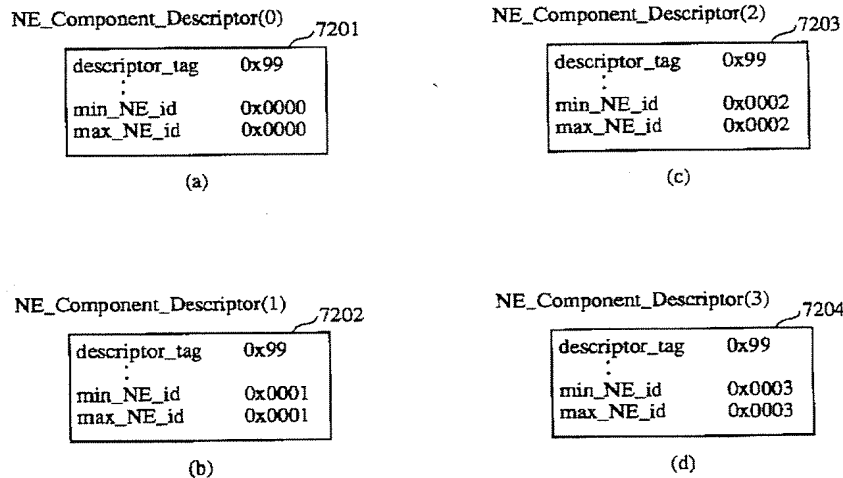 NE_Component_Descriptor(0)
7201
descriptor_tag 0x99
⋮
min_NE_id 0x0000
max_NE_id 0x0000
(a)
NE_Component_Descriptor(2)
7203
descriptor_tag 0x99
⋮
min_NE_id 0x0002
max_NE_id 0x0002
(c)
NE_Component_Descriptor(1)
7202
descriptor_tag 0x99
⋮
min_NE_id 0x0001
max_NE_id 0x0001
(b)
NE_Component_Descriptor(3)
7204
descriptor_tag 0x99
⋮
min_NE_id 0x0003
max_NE_id 0x0003
(d)